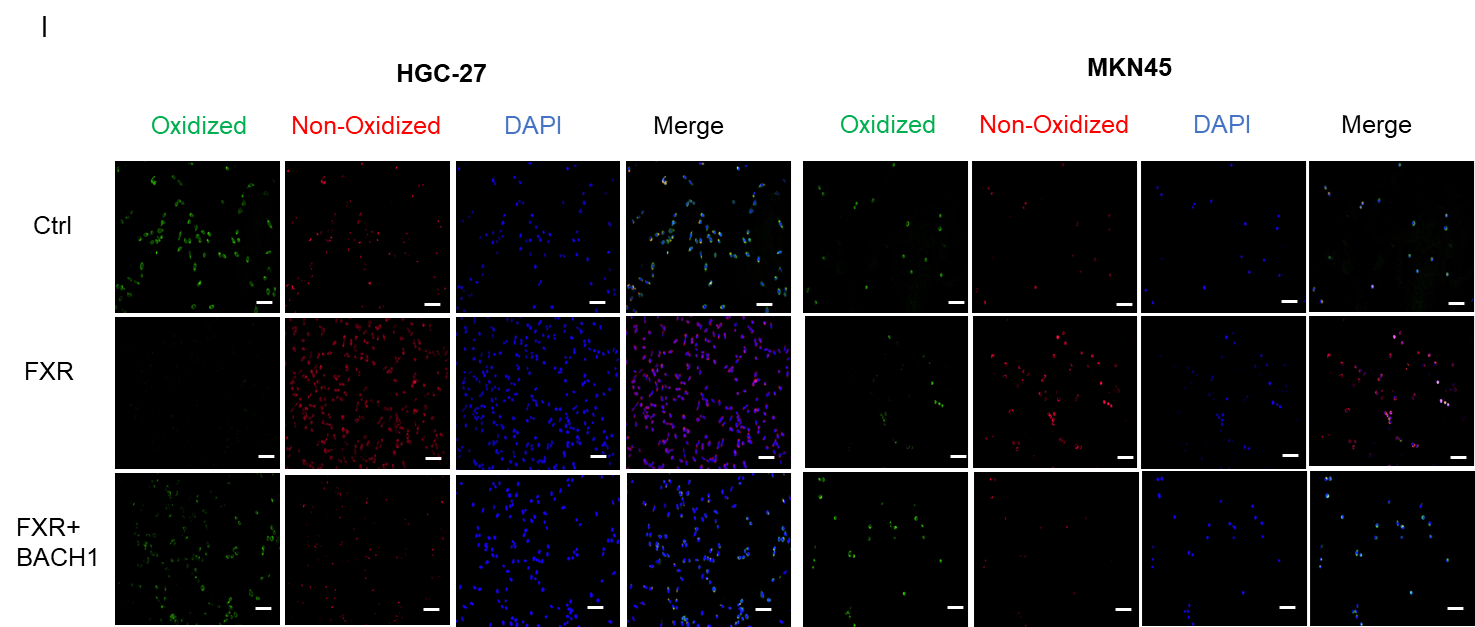 I
HGC-27
MKN45
Oxidized Non-Oxidized DAPI Merge Oxidized Non-Oxidized DAPI Merge
Ctrl
FXR
FXR+
BACH1